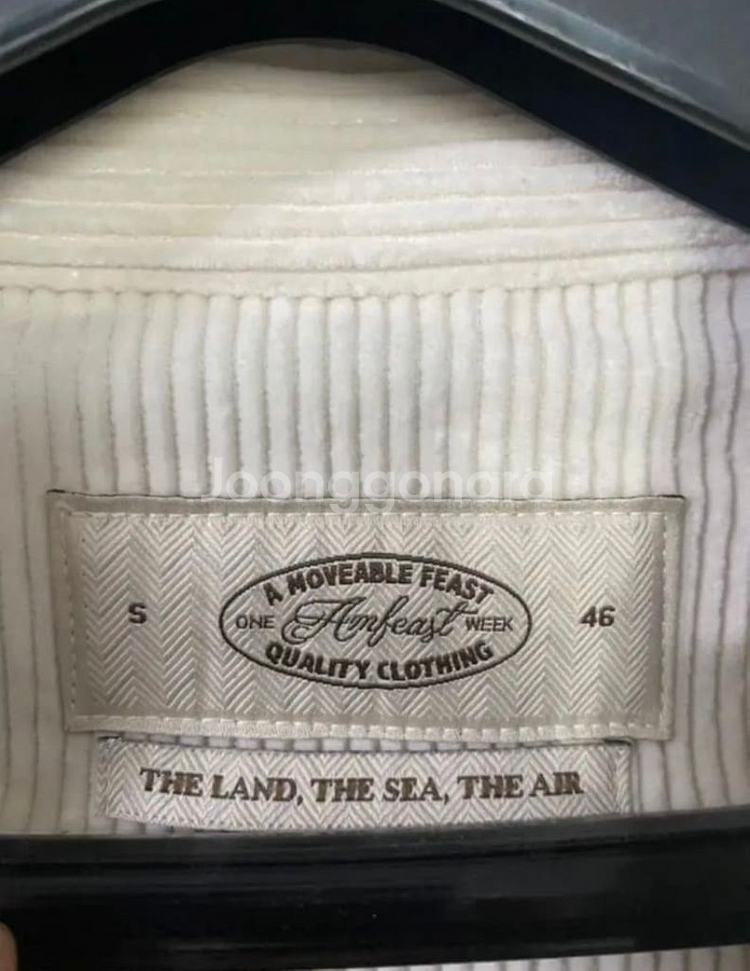 Joonggonara
A MOVEABLE FEAST
S ONE Amfeast WEEK 46
QUALITY CLOTHING
THE LAND, THE SEA, THE AIR